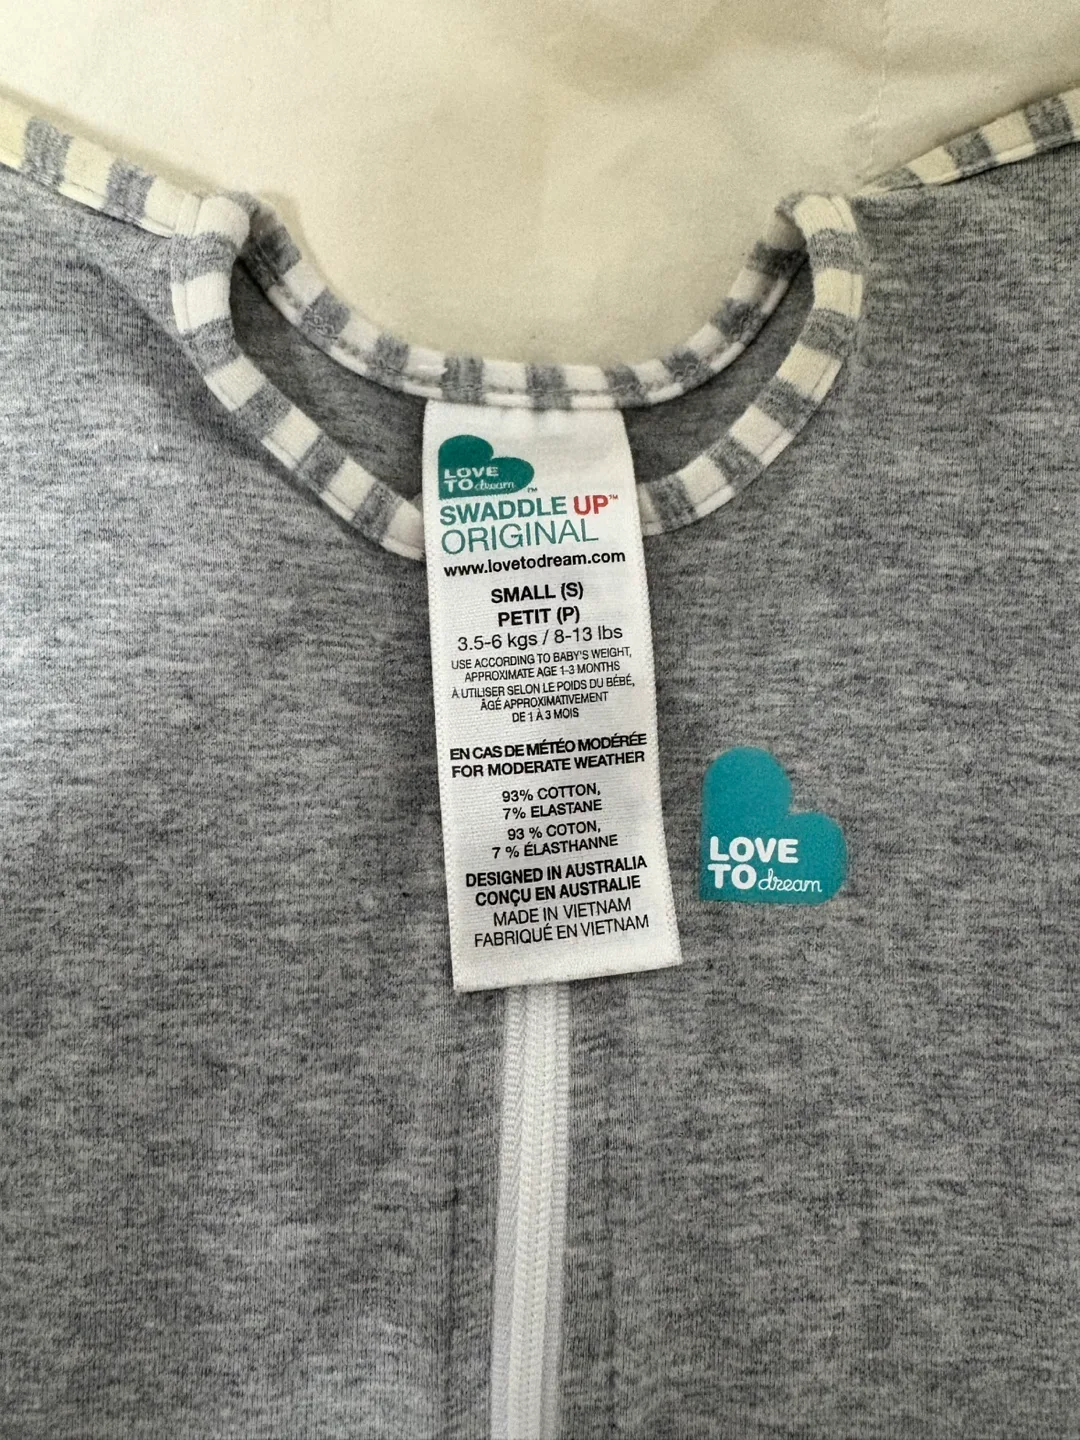 LOVE
TO dream ™
SWADDLE UP™
ORIGINAL
www.lovetodream.com
SMALL (S)
PETIT (P)
3.5-6 kgs / 8-13 lbs
USE ACCORDING TO BABY'S WEIGHT,
APPROXIMATE AGE 1-3 MONTHS
À UTILISER SELON LE POIDS DU BÉBÉ,
ÂGÉ APPROXIMATIVEMENT
DE 1 À 3 MOIS
EN CAS DE MÉTÉO MODÉRÉE
FOR MODERATE WEATHER
93% COTTON,
7% ELASTANE
93 % COTON,
7 % ÉLASTHANNE
DESIGNED IN AUSTRALIA
CONÇU EN AUSTRALIE
MADE IN VIETNAM
FABRIQUÉ EN VIETNAM
LOVE
TO dream